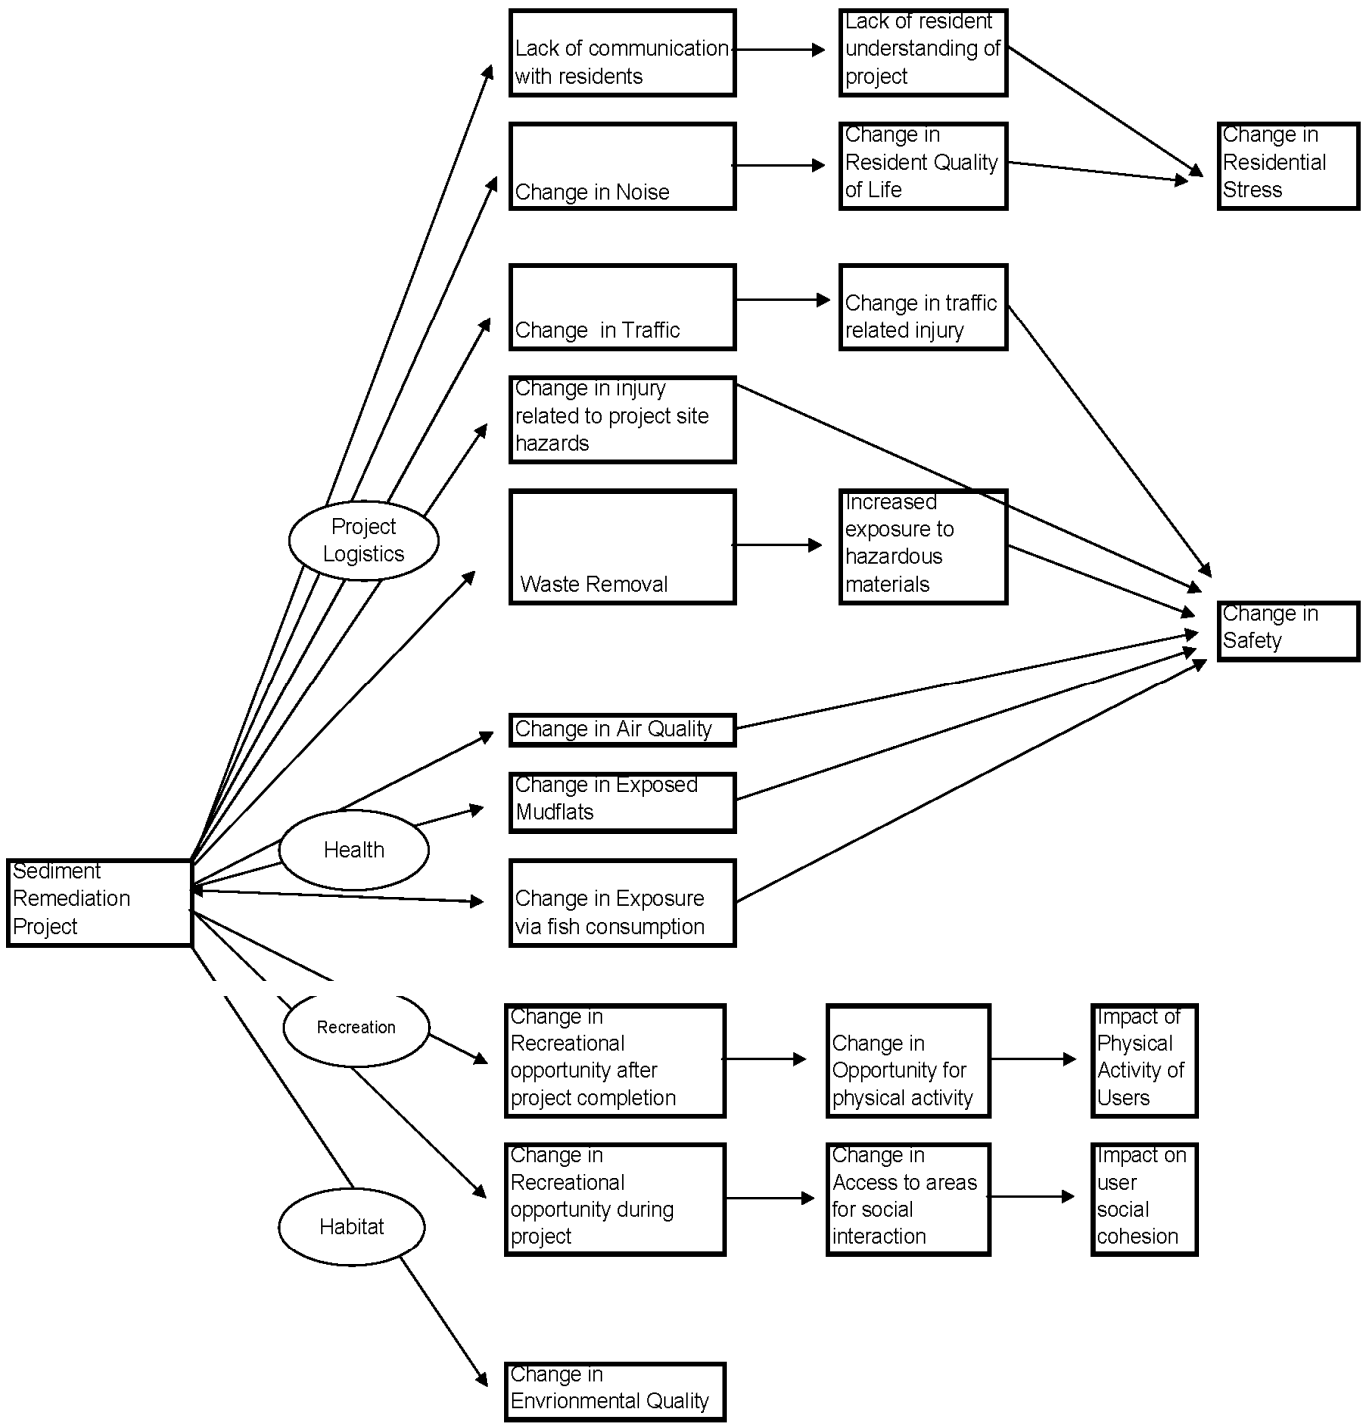 Lack of communication
with residents
Lack of resident
understanding of
project
Change in Noise
Change in
Resident Quality
of Life
Change in
Residential
Stress
Change  in Traffic
Change in traffic
related injury
Change in injury
related to project site
hazards
Project
Logistics
Waste Removal
Increased
exposure to
hazardous
materials
Change in
Safety
Change in Air Quality
Change in Exposed
Mudflats
Health
Sediment
Remediation
Project
Change in Exposure
via fish consumption
Recreation
Change in
Recreational
opportunity after
project completion
Change in
Opportunity for
physical activity
Impact of
Physical
Activity of
Users
Change in
Recreational
opportunity during
project
Change in
Access to areas
for social
interaction
Impact on
user
social
cohesion
Habitat
Change in
Envrionmental Quality